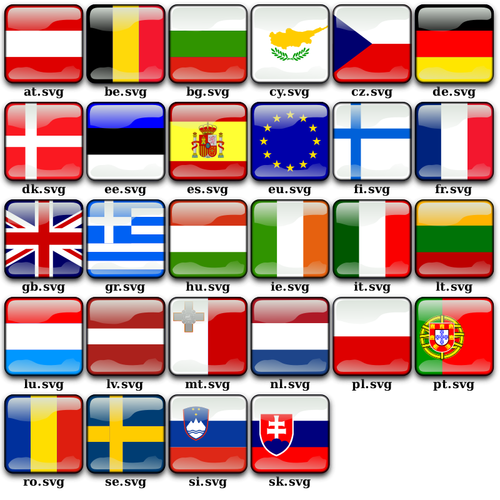 at.svg be.svg bg.svg cy.svg cz.svg de.svg
dk.svg ee.svg es.svg eu.svg fi.svg fr.svg
gb.svg gr.svg hu.svg ie.svg it.svg lt.svg
lu.svg lv.svg mt.svg nl.svg pl.svg pt.svg
ro.svg se.svg si.svg sk.svg